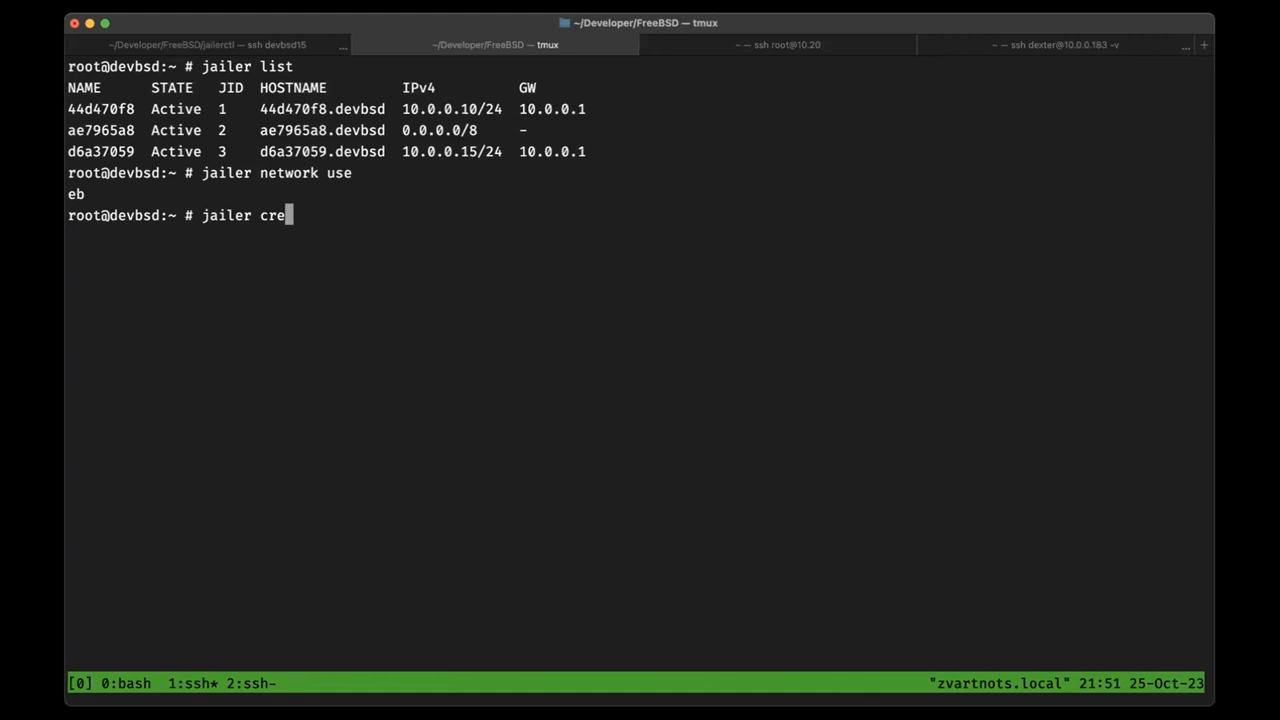 ~/Developer/FreeBSD — tmux
~/Developer/FreeBSD/jailerctl — ssh devbsd15 ... ~/Developer/FreeBSD — tmux ~ — ssh root@10.20 ~ — ssh dexter@10.0.0.183 -v ... +
root@devbsd:~ # jailer list
NAME STATE JID HOSTNAME IPv4 GW
44d470f8 Active 1 44d470f8.devbsd 10.0.0.10/24 10.0.0.1
ae7965a8 Active 2 ae7965a8.devbsd 0.0.0.0/8 -
d6a37059 Active 3 d6a37059.devbsd 10.0.0.15/24 10.0.0.1
root@devbsd:~ # jailer network use
eb
root@devbsd:~ # jailer cre
[0] 0:bash 1:ssh* 2:ssh- "zvartnots.local" 21:51 25-Oct-23